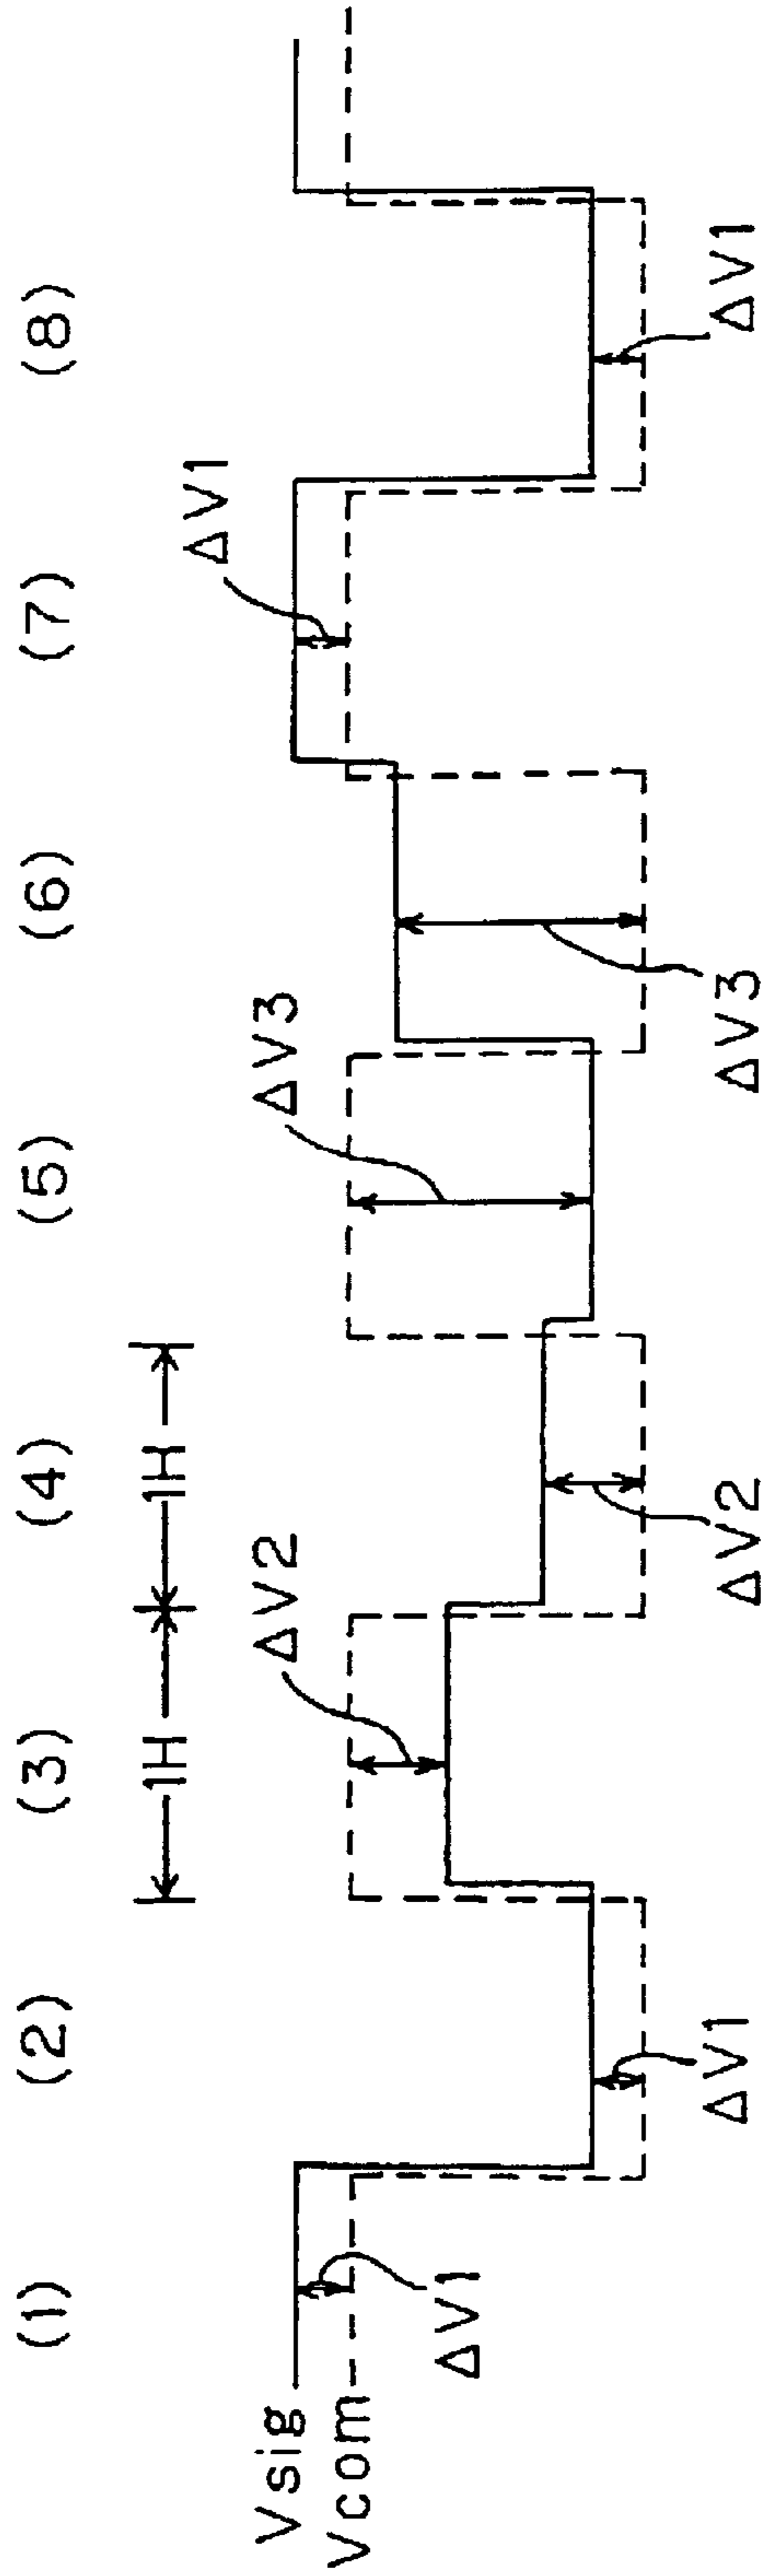 (1) (2) (3) (4) (5) (6) (7) (8)
1H 1H
ΔV2 ΔV3 ΔV1
Vsig
Vcom
ΔV1 ΔV1 ΔV2 ΔV3 ΔV1